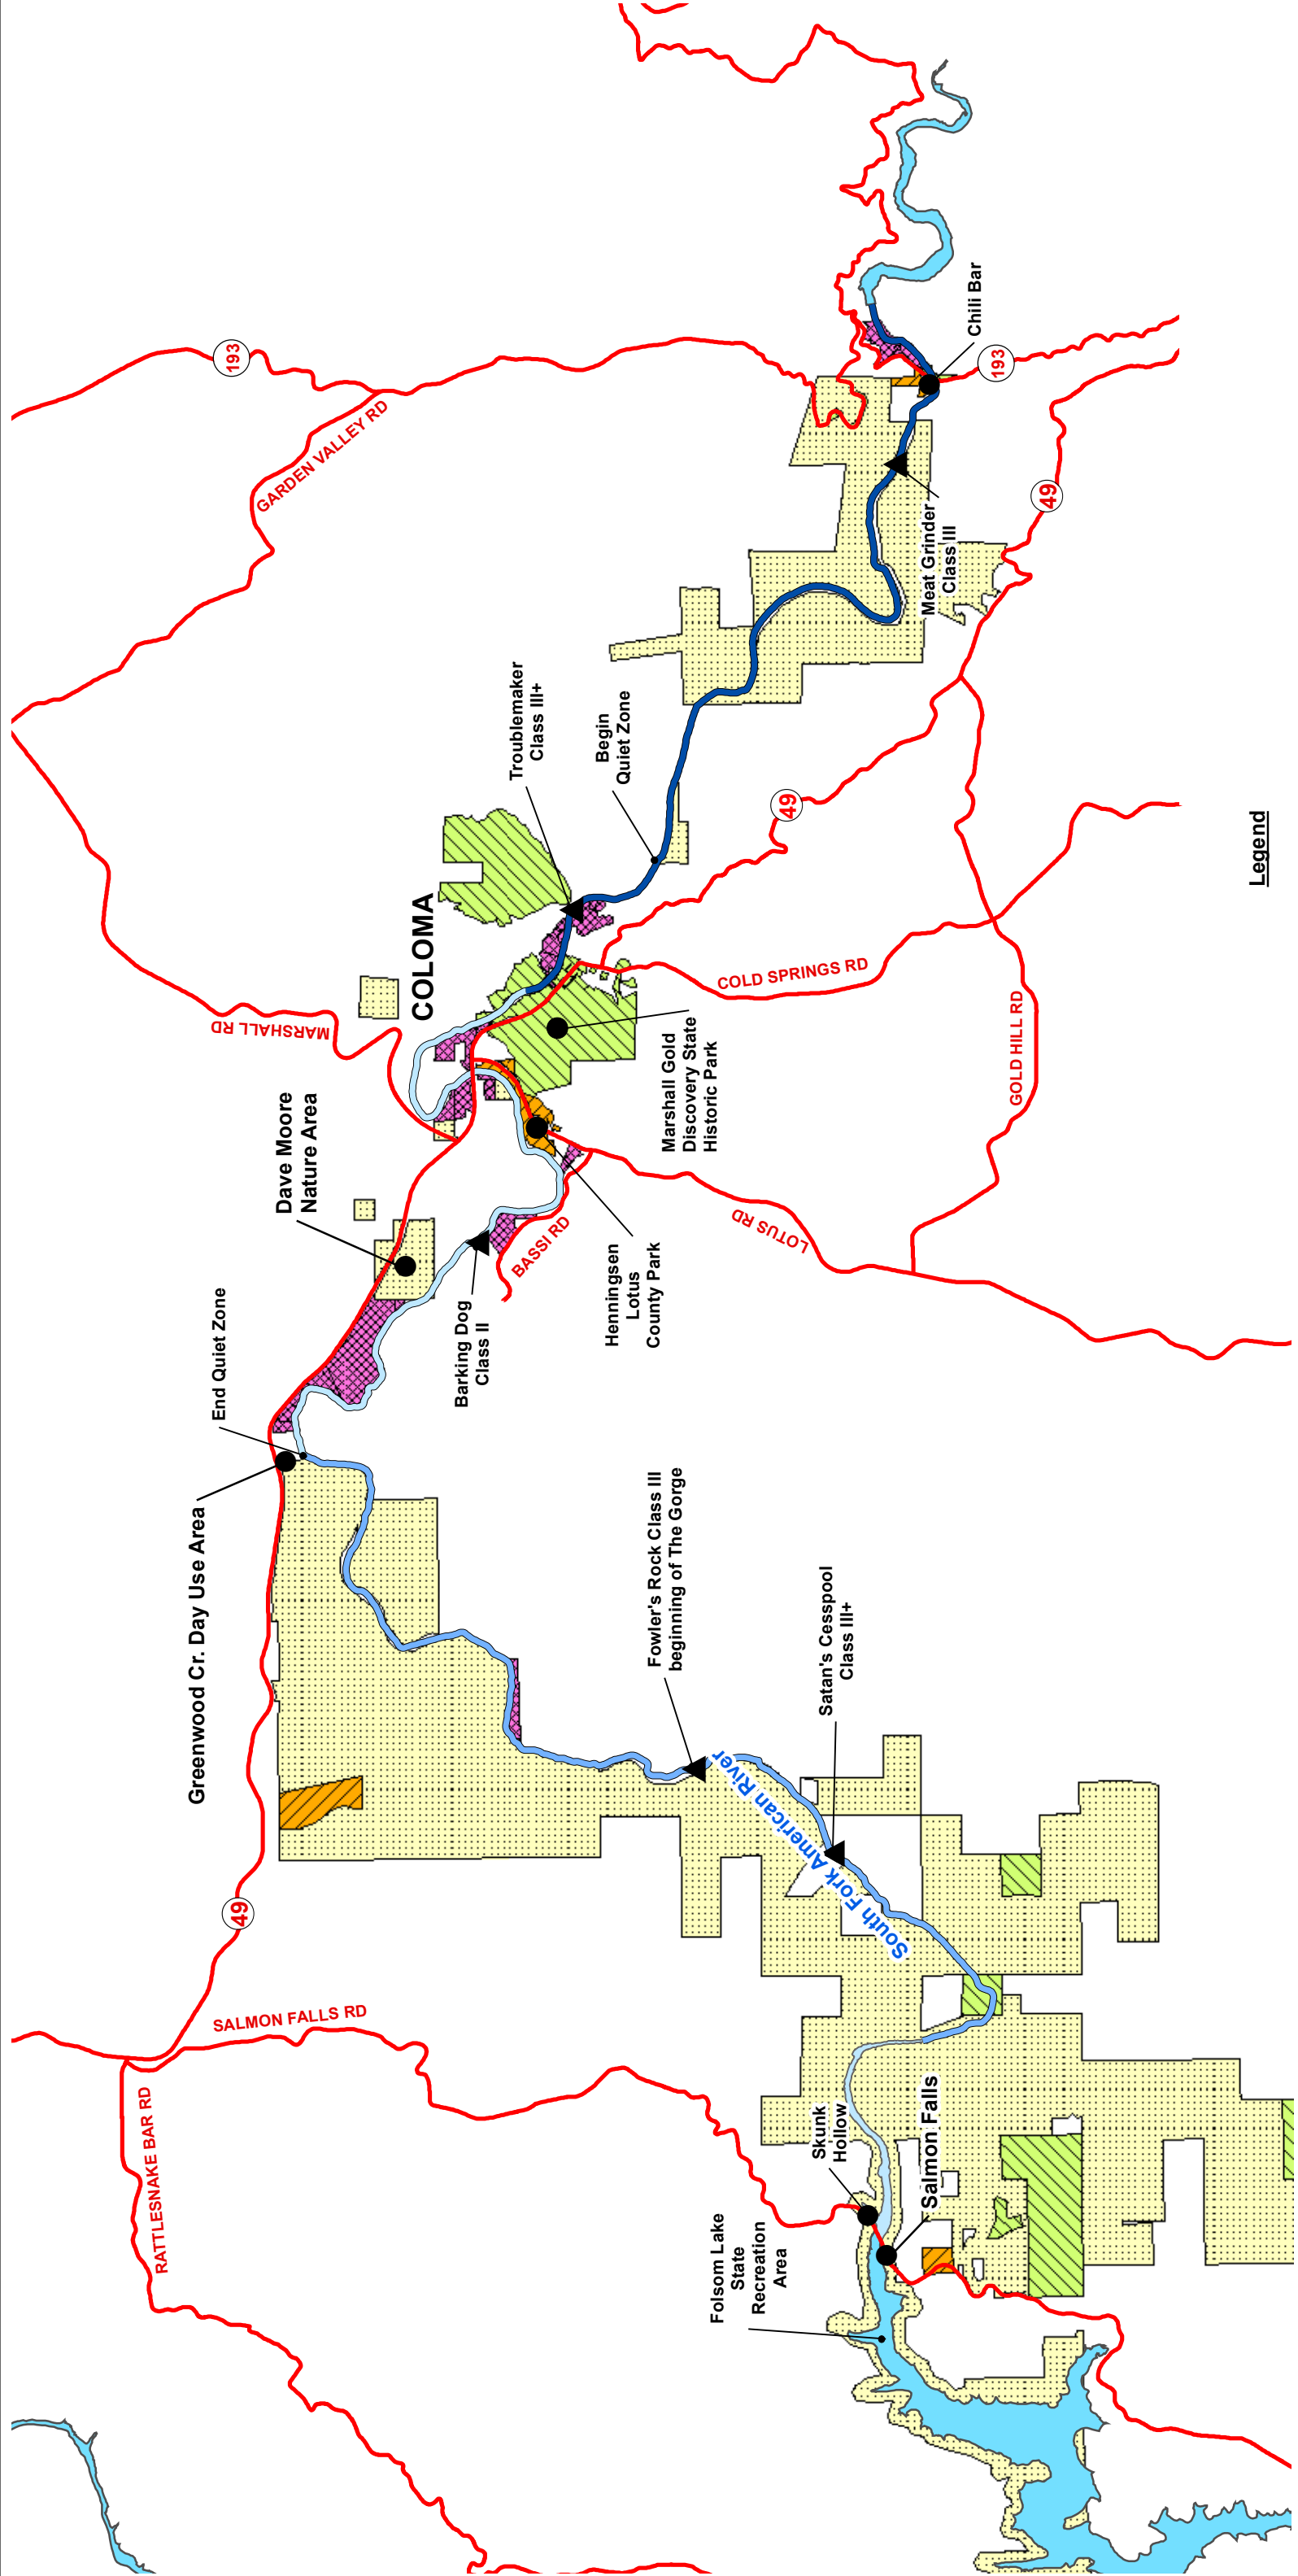 193
GARDEN VALLEY RD
MARSHALL RD
COLOMA
Troublemaker
Class III+
Begin
Quiet Zone
Chili Bar
193
Meat Grinder
Class III
49
49
COLD SPRINGS RD
GOLD HILL RD
Marshall Gold
Discovery State
Historic Park
Dave Moore
Nature Area
Henningsen
Lotus
County Park
LOTUS RD
BASSI RD
Barking Dog
Class II
End Quiet Zone
Greenwood Cr. Day Use Area
Fowler's Rock Class III
beginning of The Gorge
Satan's Cesspool
Class III+
South Fork American River
49
SALMON FALLS RD
RATTLESNAKE BAR RD
Skunk
Hollow
Salmon Falls
Folsom Lake
State
Recreation
Area
Legend